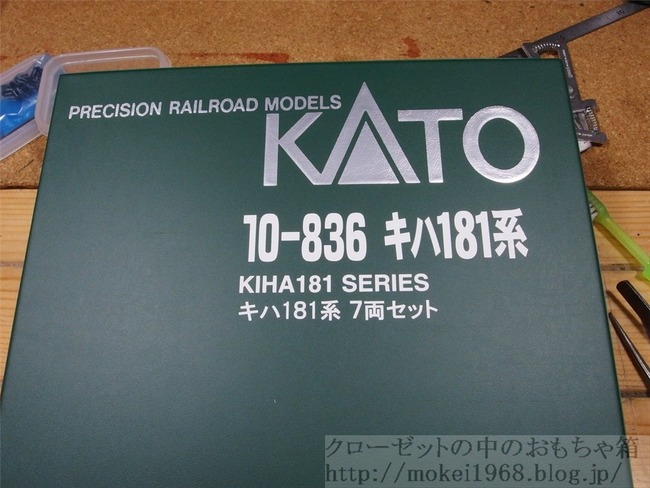 PRECISION RAILROAD MODELS
KATO
10-836 キハ181系
KIHA181 SERIES
キハ181系 7両セット
クローゼットの中のおもちゃ箱
http://mokei1968.blog.jp/